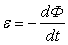 ε = − dΦ/dt